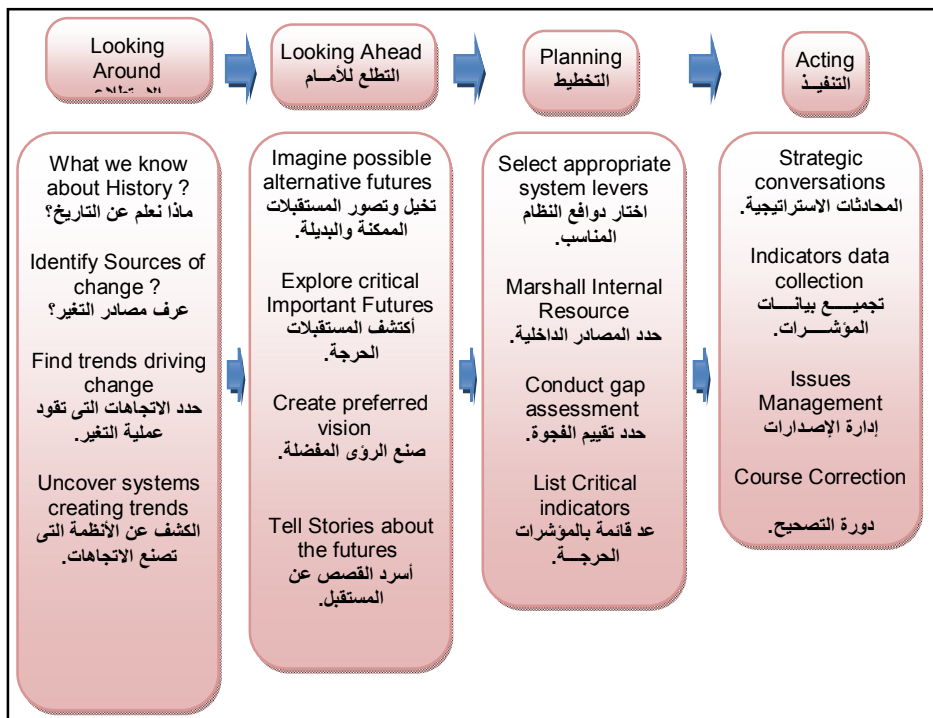 Looking
Around
الاستطلاع
Looking Ahead
التطلع للأمـــام
Planning
التخطيط
Acting
التنفيــذ
What we know
about History ?
ماذا نعلم عن التاريخ؟
Identify Sources of
change ?
عرف مصادر التغير؟
Find trends driving
change
حدد الاتجاهات التى تقود
عملية التغير.
Uncover systems
creating trends
الكشف عن الأنظمة التى
تصنع الاتجاهات.
Imagine possible
alternative futures
تخيل وتصور المستقبلات
الممكنة والبديلة.
Explore critical
Important Futures
أكتشف المستقبلات
الحرجة.
Create preferred
vision
صنع الرؤى المفضلة.
Tell Stories about
the futures
أسرد القصص عن
المستقبل.
Select appropriate
system levers
اختار دوافع النظام
المناسب.
Marshall Internal
Resource
حدد المصادر الداخلية.
Conduct gap
assessment
حدد تقييم الفجوة.
List Critical
indicators
عد قائمة بالمؤشرات
الحرجـــة.
Strategic
conversations
المحادثات الاستراتيجية.
Indicators data
collection
تجميـــــع بيانـــــات
المؤشـــــرات.
Issues
Management
إدارة الإصدارات
Course Correction
دورة التصحيح.